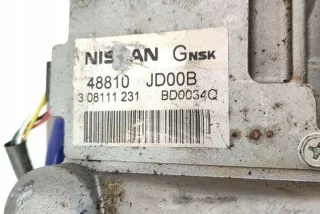 NISSAN GNSK
48810 JD00B
3 08111 231 BD0034Q